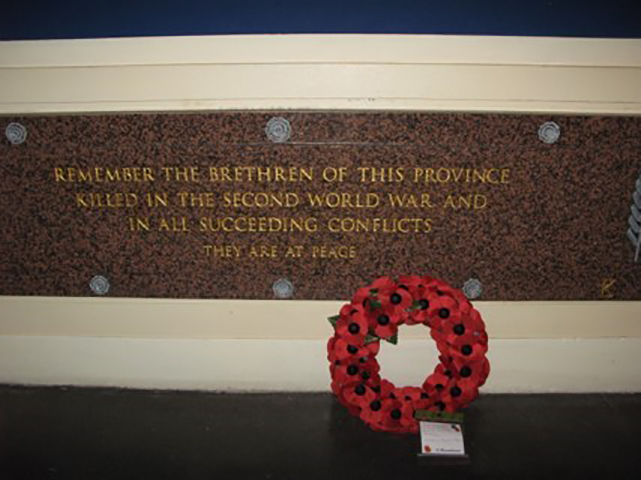 REMEMBER THE BRETHREN OF THIS PROVINCE
KILLED IN THE SECOND WORLD WAR AND
IN ALL SUCCEEDING CONFLICTS
THEY ARE AT PEACE